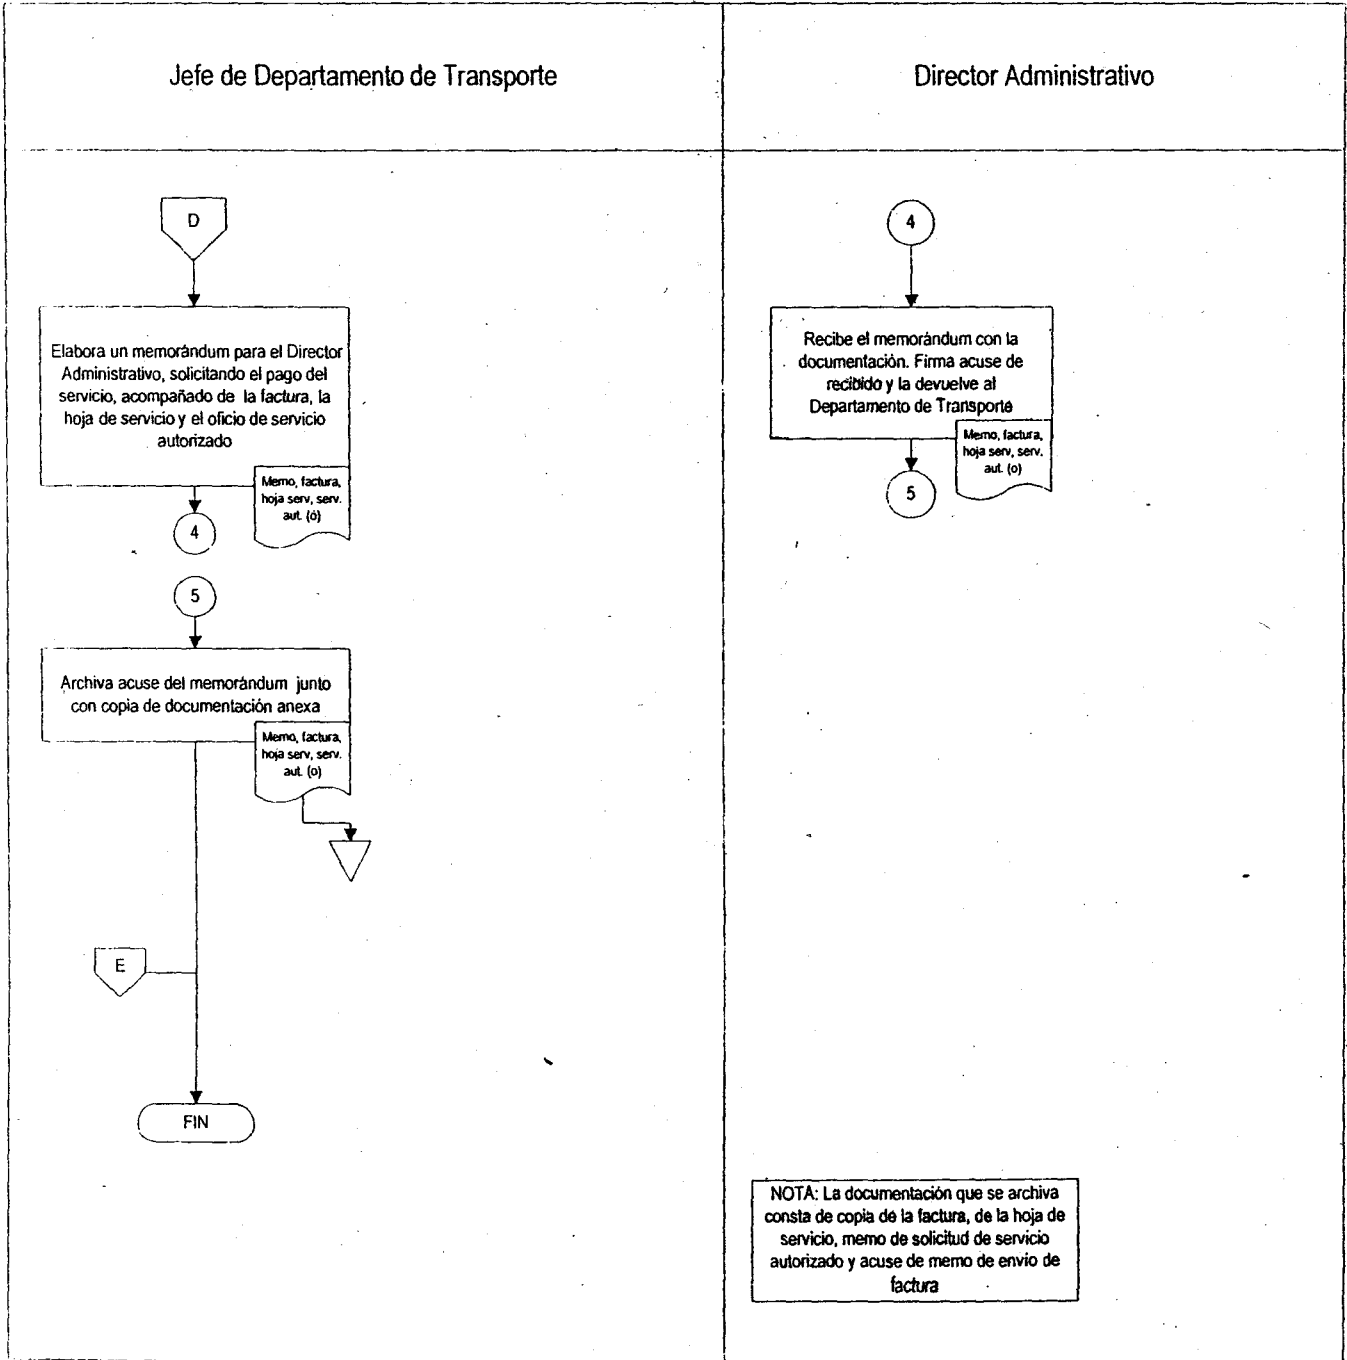 Jefe de Departamento de Transporte
Director Administrativo
D
Elabora un memorándum para el Director
Administrativo, solicitando el pago del
servicio, acompañado de la factura, la
hoja de servicio y el oficio de servicio
autorizado
Memo, factura,
hoja serv, serv.
aut. (o)
4
5
Archiva acuse del memorándum junto
con copia de documentación anexa
Memo, factura,
hoja serv, serv.
aut. (o)
E
FIN
4
Recibe el memorándum con la
documentación. Firma acuse de
recibido y la devuelve al
Departamento de Transporte
Memo, factura,
hoja serv, serv.
aut. (o)
5
NOTA: La documentación que se archiva
consta de copia de la factura, de la hoja de
servicio, memo de solicitud de servicio
autorizado y acuse de memo de envio de
factura